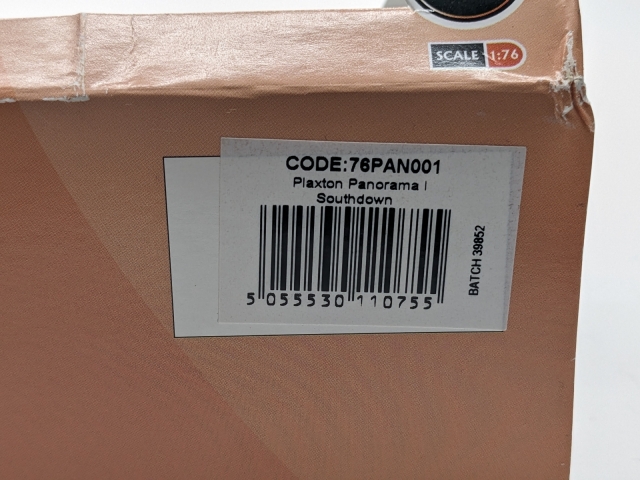 SCALE 1:76
CODE:76PAN001
Plaxton Panorama I
Southdown
BATCH 39852
5 055530 110755